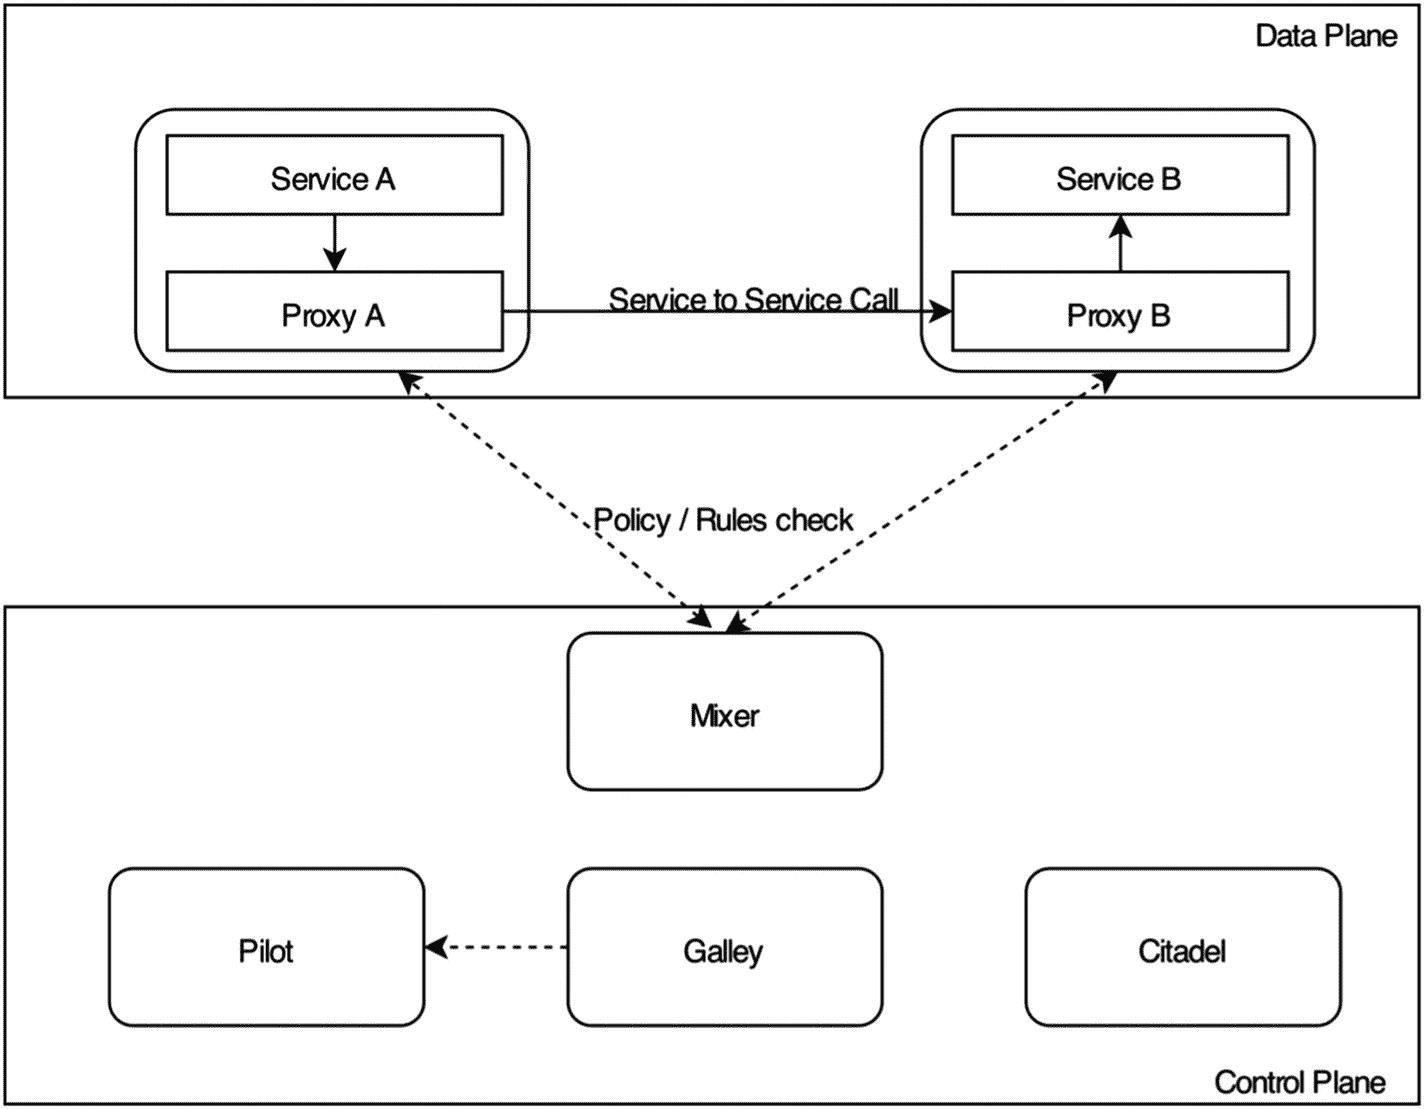 Data Plane
Service A
Service B
Proxy A
Service to Service Call
Proxy B
Policy / Rules check
Mixer
Pilot
Galley
Citadel
Control Plane